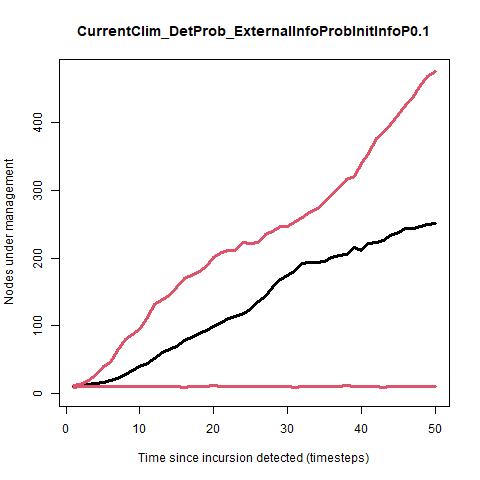 CurrentClim_DetProb_ExternalInfoProbInitInfoP0.1
Nodes under management
400
300
200
100
0
0 10 20 30 40 50
Time since incursion detected (timesteps)